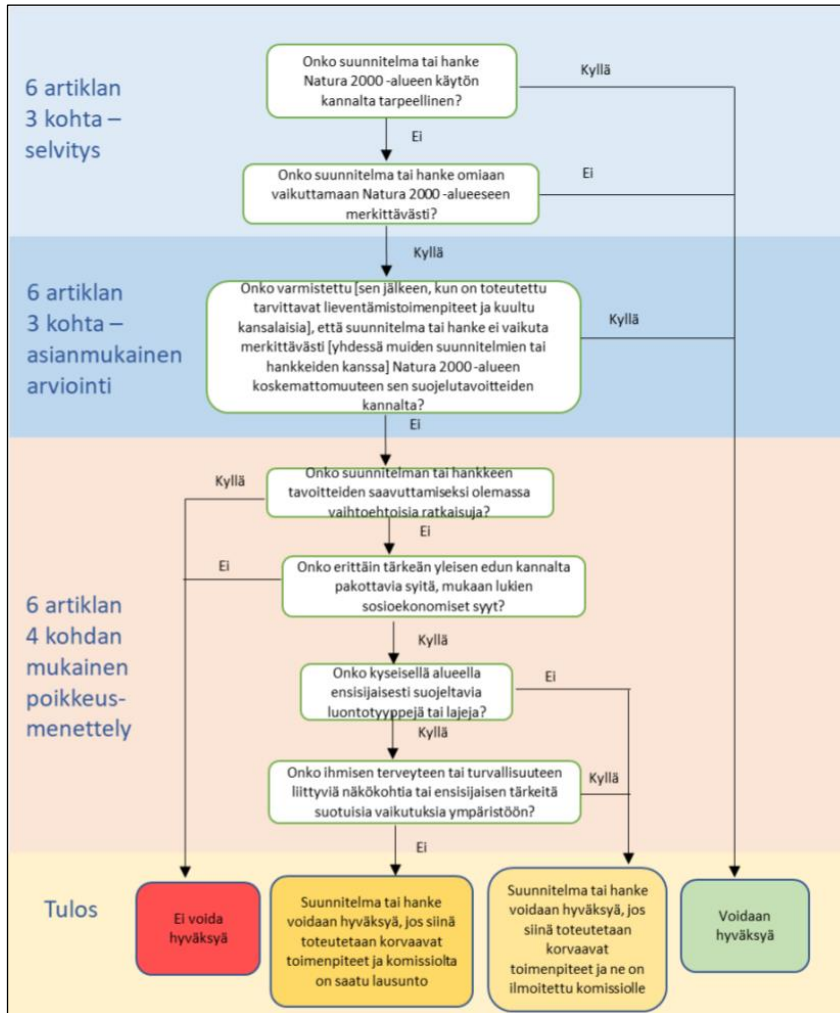 6 artiklan
3 kohta –
selvitys
Onko suunnitelma tai hanke
Natura 2000 -alueen käytön
kannalta tarpeellinen?
Kyllä
Ei
Onko suunnitelma tai hanke omiaan
vaikuttamaan Natura 2000 -alueeseen
merkittävästi?
Ei
Kyllä
6 artiklan
3 kohta –
asianmukainen
arviointi
Onko varmistettu [sen jälkeen, kun on toteutettu
tarvittavat lieventämistoimenpiteet ja kuultu
kansalaisia], että suunnitelma tai hanke ei vaikuta
merkittävästi [yhdessä muiden suunnitelmien tai
hankkeiden kanssa] Natura 2000 -alueen
koskemattomuuteen sen suojelutavoitteiden
kannalta?
Kyllä
Ei
6 artiklan
4 kohdan
mukainen
poikkeus-
menettely
Kyllä
Onko suunnitelman tai hankkeen
tavoitteiden saavuttamiseksi olemassa
vaihtoehtoisia ratkaisuja?
Ei
Ei
Onko erittäin tärkeän yleisen edun kannalta
pakottavia syitä, mukaan lukien
sosioekonomiset syyt?
Kyllä
Onko kyseisellä alueella
ensisijaisesti suojeltavia
luontotyyppejä tai lajeja?
Ei
Kyllä
Onko ihmisen terveyteen tai turvallisuuteen
liittyviä näkökohtia tai ensisijaisen tärkeitä
suotuisia vaikutuksia ympäristöön?
Kyllä
Ei
Tulos
Ei voida
hyväksyä
Suunnitelma tai hanke
voidaan hyväksyä, jos siinä
toteutetaan korvaavat
toimenpiteet ja komissiolta
on saatu lausunto
Suunnitelma tai hanke
voidaan hyväksyä, jos
siinä toteutetaan
korvaavat
toimenpiteet ja ne on
ilmoitettu komissiolle
Voidaan
hyväksyä